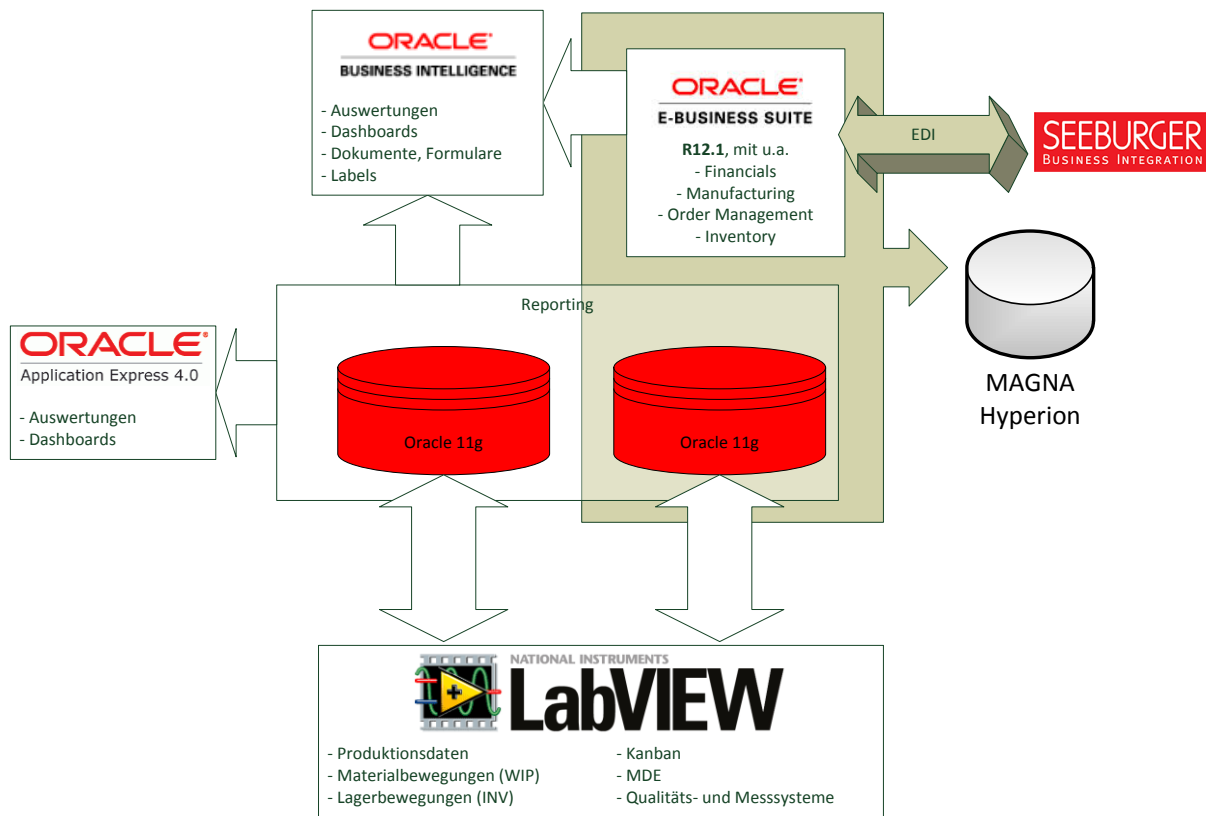 ORACLE
BUSINESS INTELLIGENCE
- Auswertungen
- Dashboards
- Dokumente, Formulare
- Labels
ORACLE
E-BUSINESS SUITE
R12.1, mit u.a.
- Financials
- Manufacturing
- Order Management
- Inventory
EDI
SEEBURGER
BUSINESS INTEGRATION
MAGNA
Hyperion
Reporting
ORACLE
Application Express 4.0
- Auswertungen
- Dashboards
Oracle 11g
Oracle 11g
NATIONAL INSTRUMENTS
LabVIEW
- Produktionsdaten
- Materialbewegungen (WIP)
- Lagerbewegungen (INV)
- Kanban
- MDE
- Qualitäts- und Messsysteme